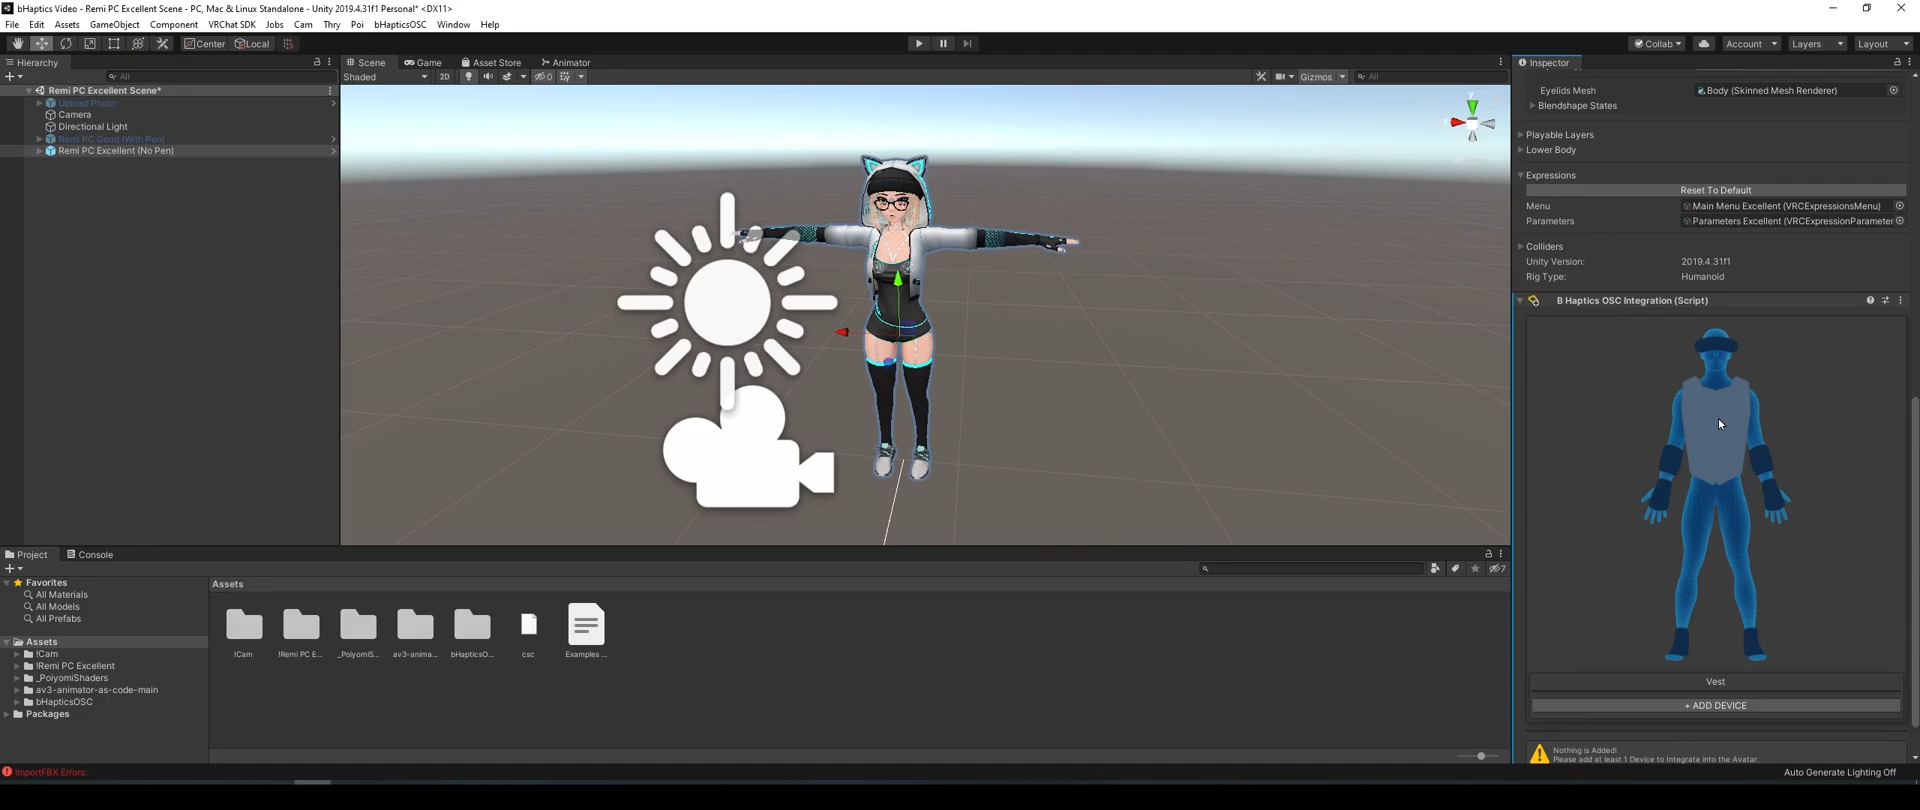 bHaptics Video - Remi PC Excellent Scene - PC, Mac & Linux Standalone - Unity 2019.4.31f1 Personal* <DX11>
File Edit Assets GameObject Component VRChat SDK Jobs Cam Thry Poi bHapticsOSC Window Help
Center Local Collab Account Layers Layout
Hierarchy
All
Remi PC Excellent Scene*
Upload Photo
Camera
Directional Light
Remi PC Good (With Pen)
Remi PC Excellent (No Pen)
Scene Game Asset Store Animator
Shaded 2D 0 Gizmos All
y
Inspector
Eyelids Mesh Body (Skinned Mesh Renderer)
Blendshape States
Playable Layers
Lower Body
Expressions
Reset To Default
Menu Main Menu Excellent (VRCExpressionsMenu)
Parameters Parameters Excellent (VRCExpressionParameter
Colliders
Unity Version: 2019.4.31f1
Rig Type: Humanoid
B Haptics OSC Integration (Script)
Vest
+ ADD DEVICE
Nothing is Added!
Please add at least 1 Device to Integrate into the Avatar.
Project Console
7
Favorites
All Materials
All Models
All Prefabs
Assets
!Cam
!Remi PC Excellent
_PoiyomiShaders
av3-animator-as-code-main
bHapticsOSC
Packages
Assets
!Cam !Remi PC E... _PoiyomiS... av3-anima... bHapticsO... csc Examples ...
ImportFBX Errors:
Auto Generate Lighting Off